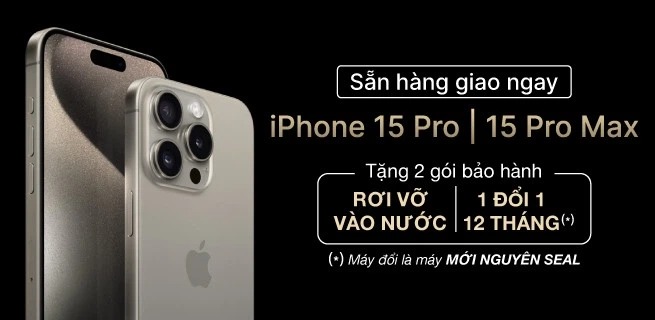 Sẵn hàng giao ngay
iPhone 15 Pro | 15 Pro Max
Tặng 2 gói bảo hành
RƠI VỠ
VÀO NƯỚC
1 ĐỔI 1
12 THÁNG(*)
(*) Máy đổi là máy MỚI NGUYÊN SEAL